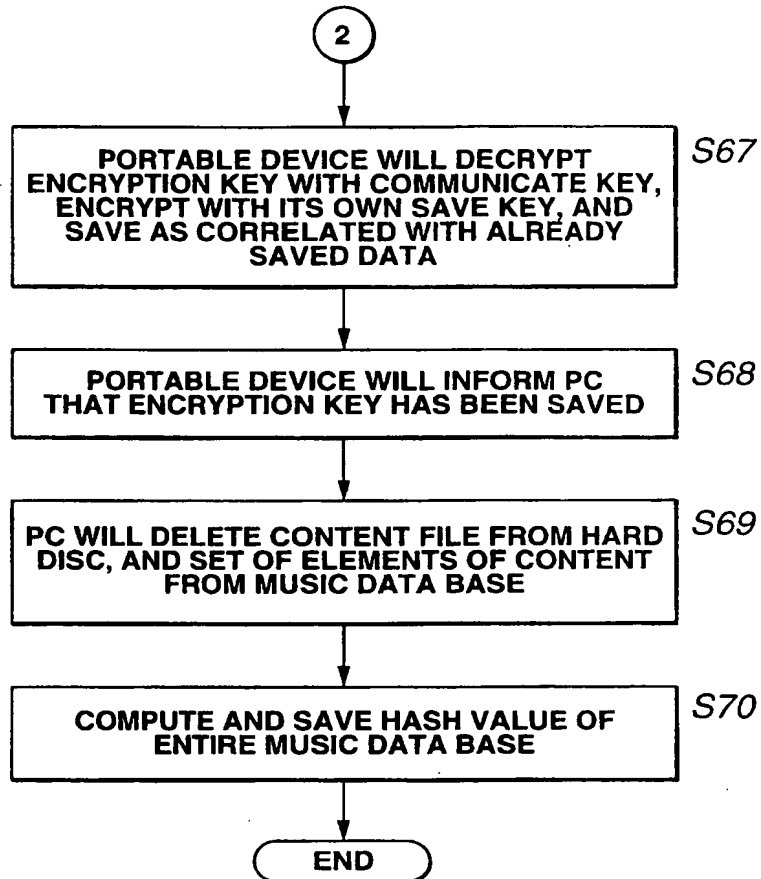 2
PORTABLE DEVICE WILL DECRYPT
ENCRYPTION KEY WITH COMMUNICATE KEY,
ENCRYPT WITH ITS OWN SAVE KEY, AND
SAVE AS CORRELATED WITH ALREADY
SAVED DATA
S67
PORTABLE DEVICE WILL INFORM PC
THAT ENCRYPTION KEY HAS BEEN SAVED
S68
PC WILL DELETE CONTENT FILE FROM HARD
DISC, AND SET OF ELEMENTS OF CONTENT
FROM MUSIC DATA BASE
S69
COMPUTE AND SAVE HASH VALUE OF
ENTIRE MUSIC DATA BASE
S70
END